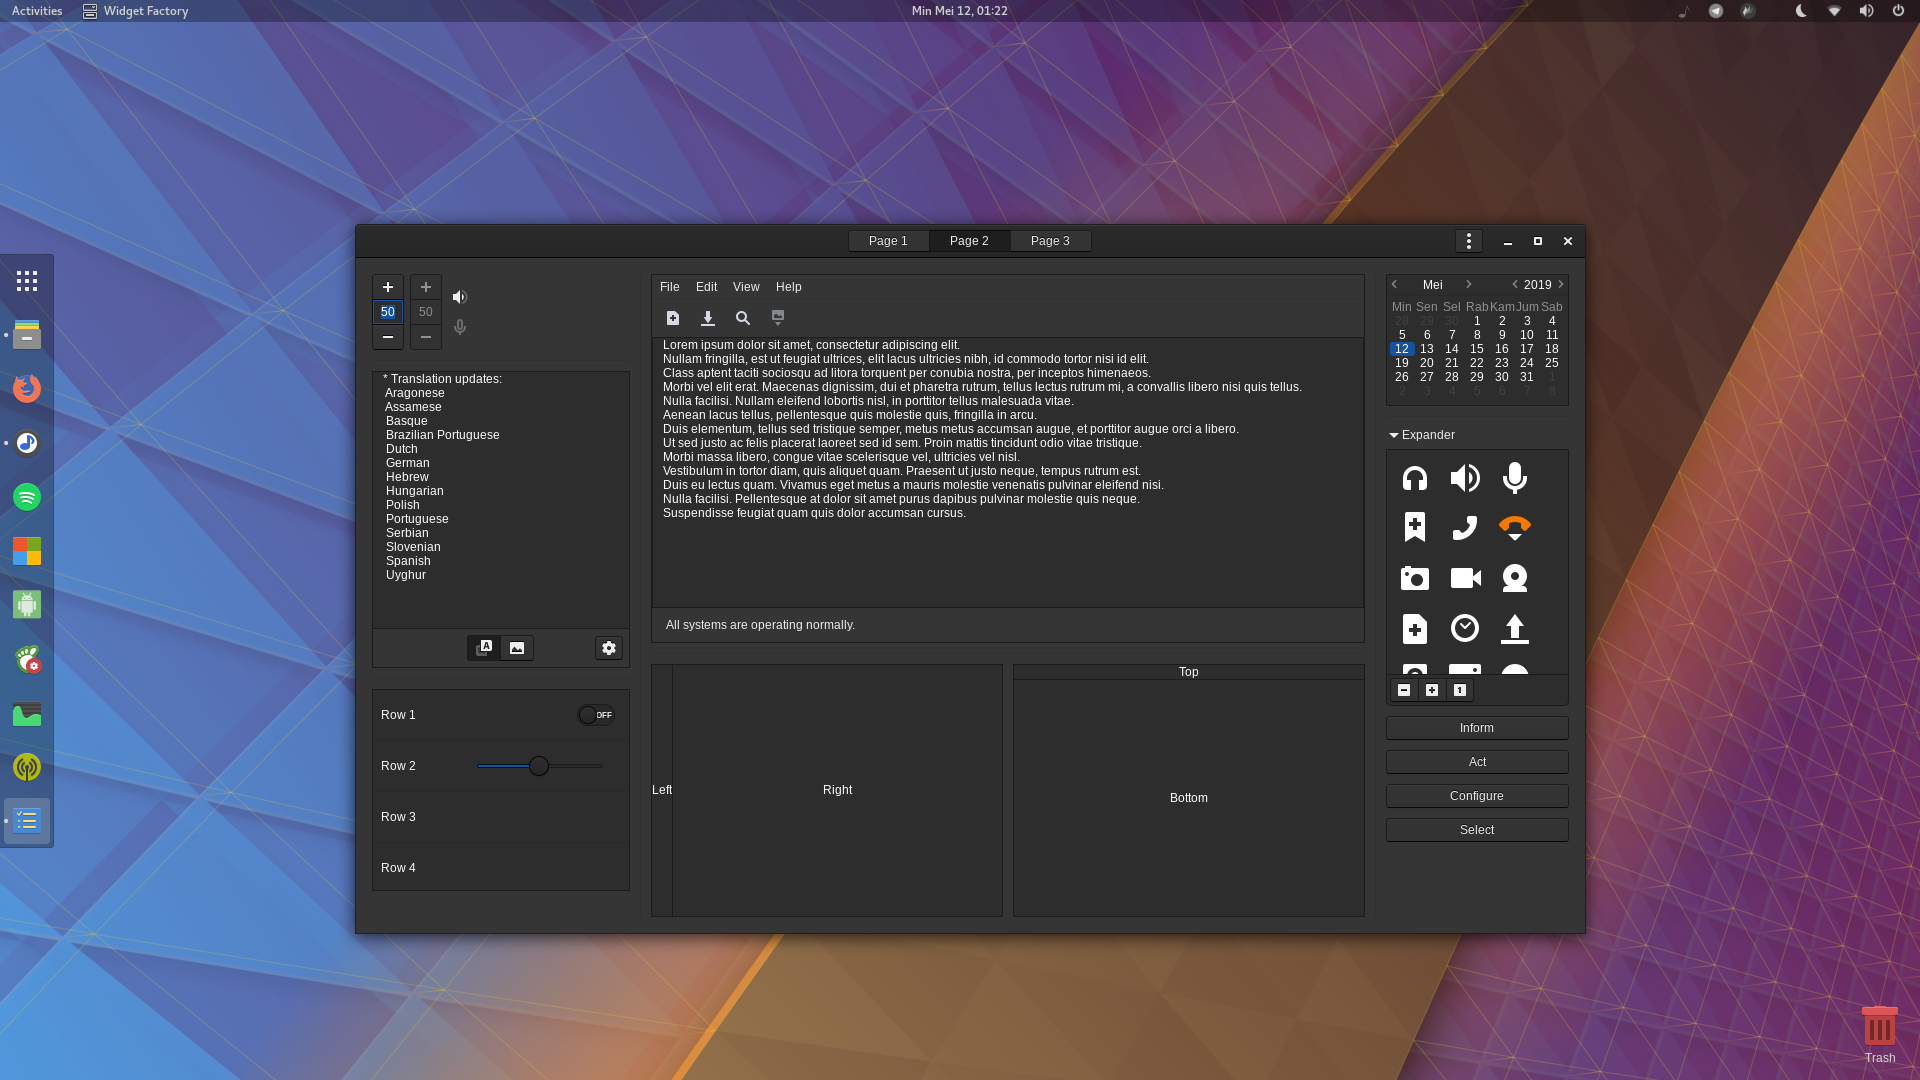 Activities
Widget Factory
Min Mei 12, 01:22
Page 1
Page 2
Page 3
50
50
* Translation updates:
Aragonese
Assamese
Basque
Brazilian Portuguese
Dutch
German
Hebrew
Hungarian
Polish
Portuguese
Serbian
Slovenian
Spanish
Uyghur
A
Row 1
OFF
Row 2
Row 3
Row 4
File Edit View Help
Lorem ipsum dolor sit amet, consectetur adipiscing elit.
Nullam fringilla, est ut feugiat ultrices, elit lacus ultricies nibh, id commodo tortor nisi id elit.
Class aptent taciti sociosqu ad litora torquent per conubia nostra, per inceptos himenaeos.
Morbi vel elit erat. Maecenas dignissim, dui et pharetra rutrum, tellus lectus rutrum mi, a convallis libero nisi quis tellus.
Nulla facilisi. Nullam eleifend lobortis nisl, in porttitor tellus malesuada vitae.
Aenean lacus tellus, pellentesque quis molestie quis, fringilla in arcu.
Duis elementum, tellus sed tristique semper, metus metus accumsan augue, et porttitor augue orci a libero.
Ut sed justo ac felis placerat laoreet sed id sem. Proin mattis tincidunt odio vitae tristique.
Morbi massa libero, congue vitae scelerisque vel, ultricies vel nisl.
Vestibulum in tortor diam, quis aliquet quam. Praesent ut justo neque, tempus rutrum est.
Duis eu lectus quam. Vivamus eget metus a mauris molestie venenatis pulvinar eleifend nisi.
Nulla facilisi. Pellentesque at dolor sit amet purus dapibus pulvinar molestie quis neque.
Suspendisse feugiat quam quis dolor accumsan cursus.
All systems are operating normally.
Left
Right
Top
Bottom
Mei 2019
Min Sen Sel Rab Kam Jum Sab
28 29 30 1 2 3 4
5 6 7 8 9 10 11
12 13 14 15 16 17 18
19 20 21 22 23 24 25
26 27 28 29 30 31 1
2 3 4 5 6 7 8
Expander
1
Inform
Act
Configure
Select
Trash